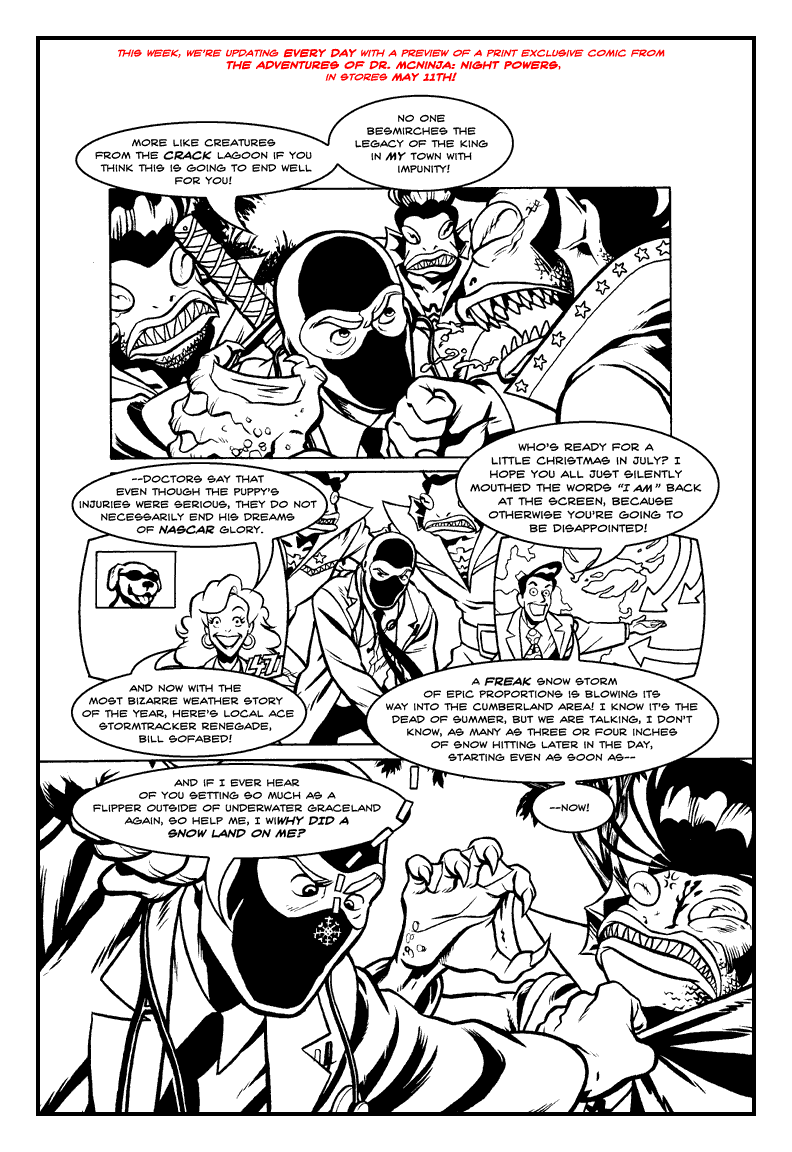 THIS WEEK, WE'RE UPDATING EVERY DAY WITH A PREVIEW OF A PRINT EXCLUSIVE COMIC FROM
THE ADVENTURES OF DR. MCNINJA: NIGHT POWERS,
IN STORES MAY 11TH!
MORE LIKE CREATURES
FROM THE CRACK LAGOON IF YOU
THINK THIS IS GOING TO END WELL
FOR YOU!
NO ONE
BESMIRCHES THE
LEGACY OF THE KING
IN MY TOWN WITH
IMPUNITY!
--DOCTORS SAY THAT
EVEN THOUGH THE PUPPY'S
INJURIES WERE SERIOUS, THEY DO NOT
NECESSARILY END HIS DREAMS
OF NASCAR GLORY.
WHO'S READY FOR A
LITTLE CHRISTMAS IN JULY? I
HOPE YOU ALL JUST SILENTLY
MOUTHED THE WORDS "I AM" BACK
AT THE SCREEN, BECAUSE
OTHERWISE YOU'RE GOING TO
BE DISAPPOINTED!
AND NOW WITH THE
MOST BIZARRE WEATHER STORY
OF THE YEAR, HERE'S LOCAL ACE
STORMTRACKER RENEGADE,
BILL SOFABED!
A FREAK SNOW STORM
OF EPIC PROPORTIONS IS BLOWING ITS
WAY INTO THE CUMBERLAND AREA! I KNOW IT'S THE
DEAD OF SUMMER, BUT WE ARE TALKING, I DON'T
KNOW, AS MANY AS THREE OR FOUR INCHES
OF SNOW HITTING LATER IN THE DAY,
STARTING EVEN AS SOON AS--
AND IF I EVER HEAR
OF YOU SETTING SO MUCH AS A
FLIPPER OUTSIDE OF UNDERWATER GRACELAND
AGAIN, SO HELP ME, I WIWHY DID A
SNOW LAND ON ME?
--NOW!